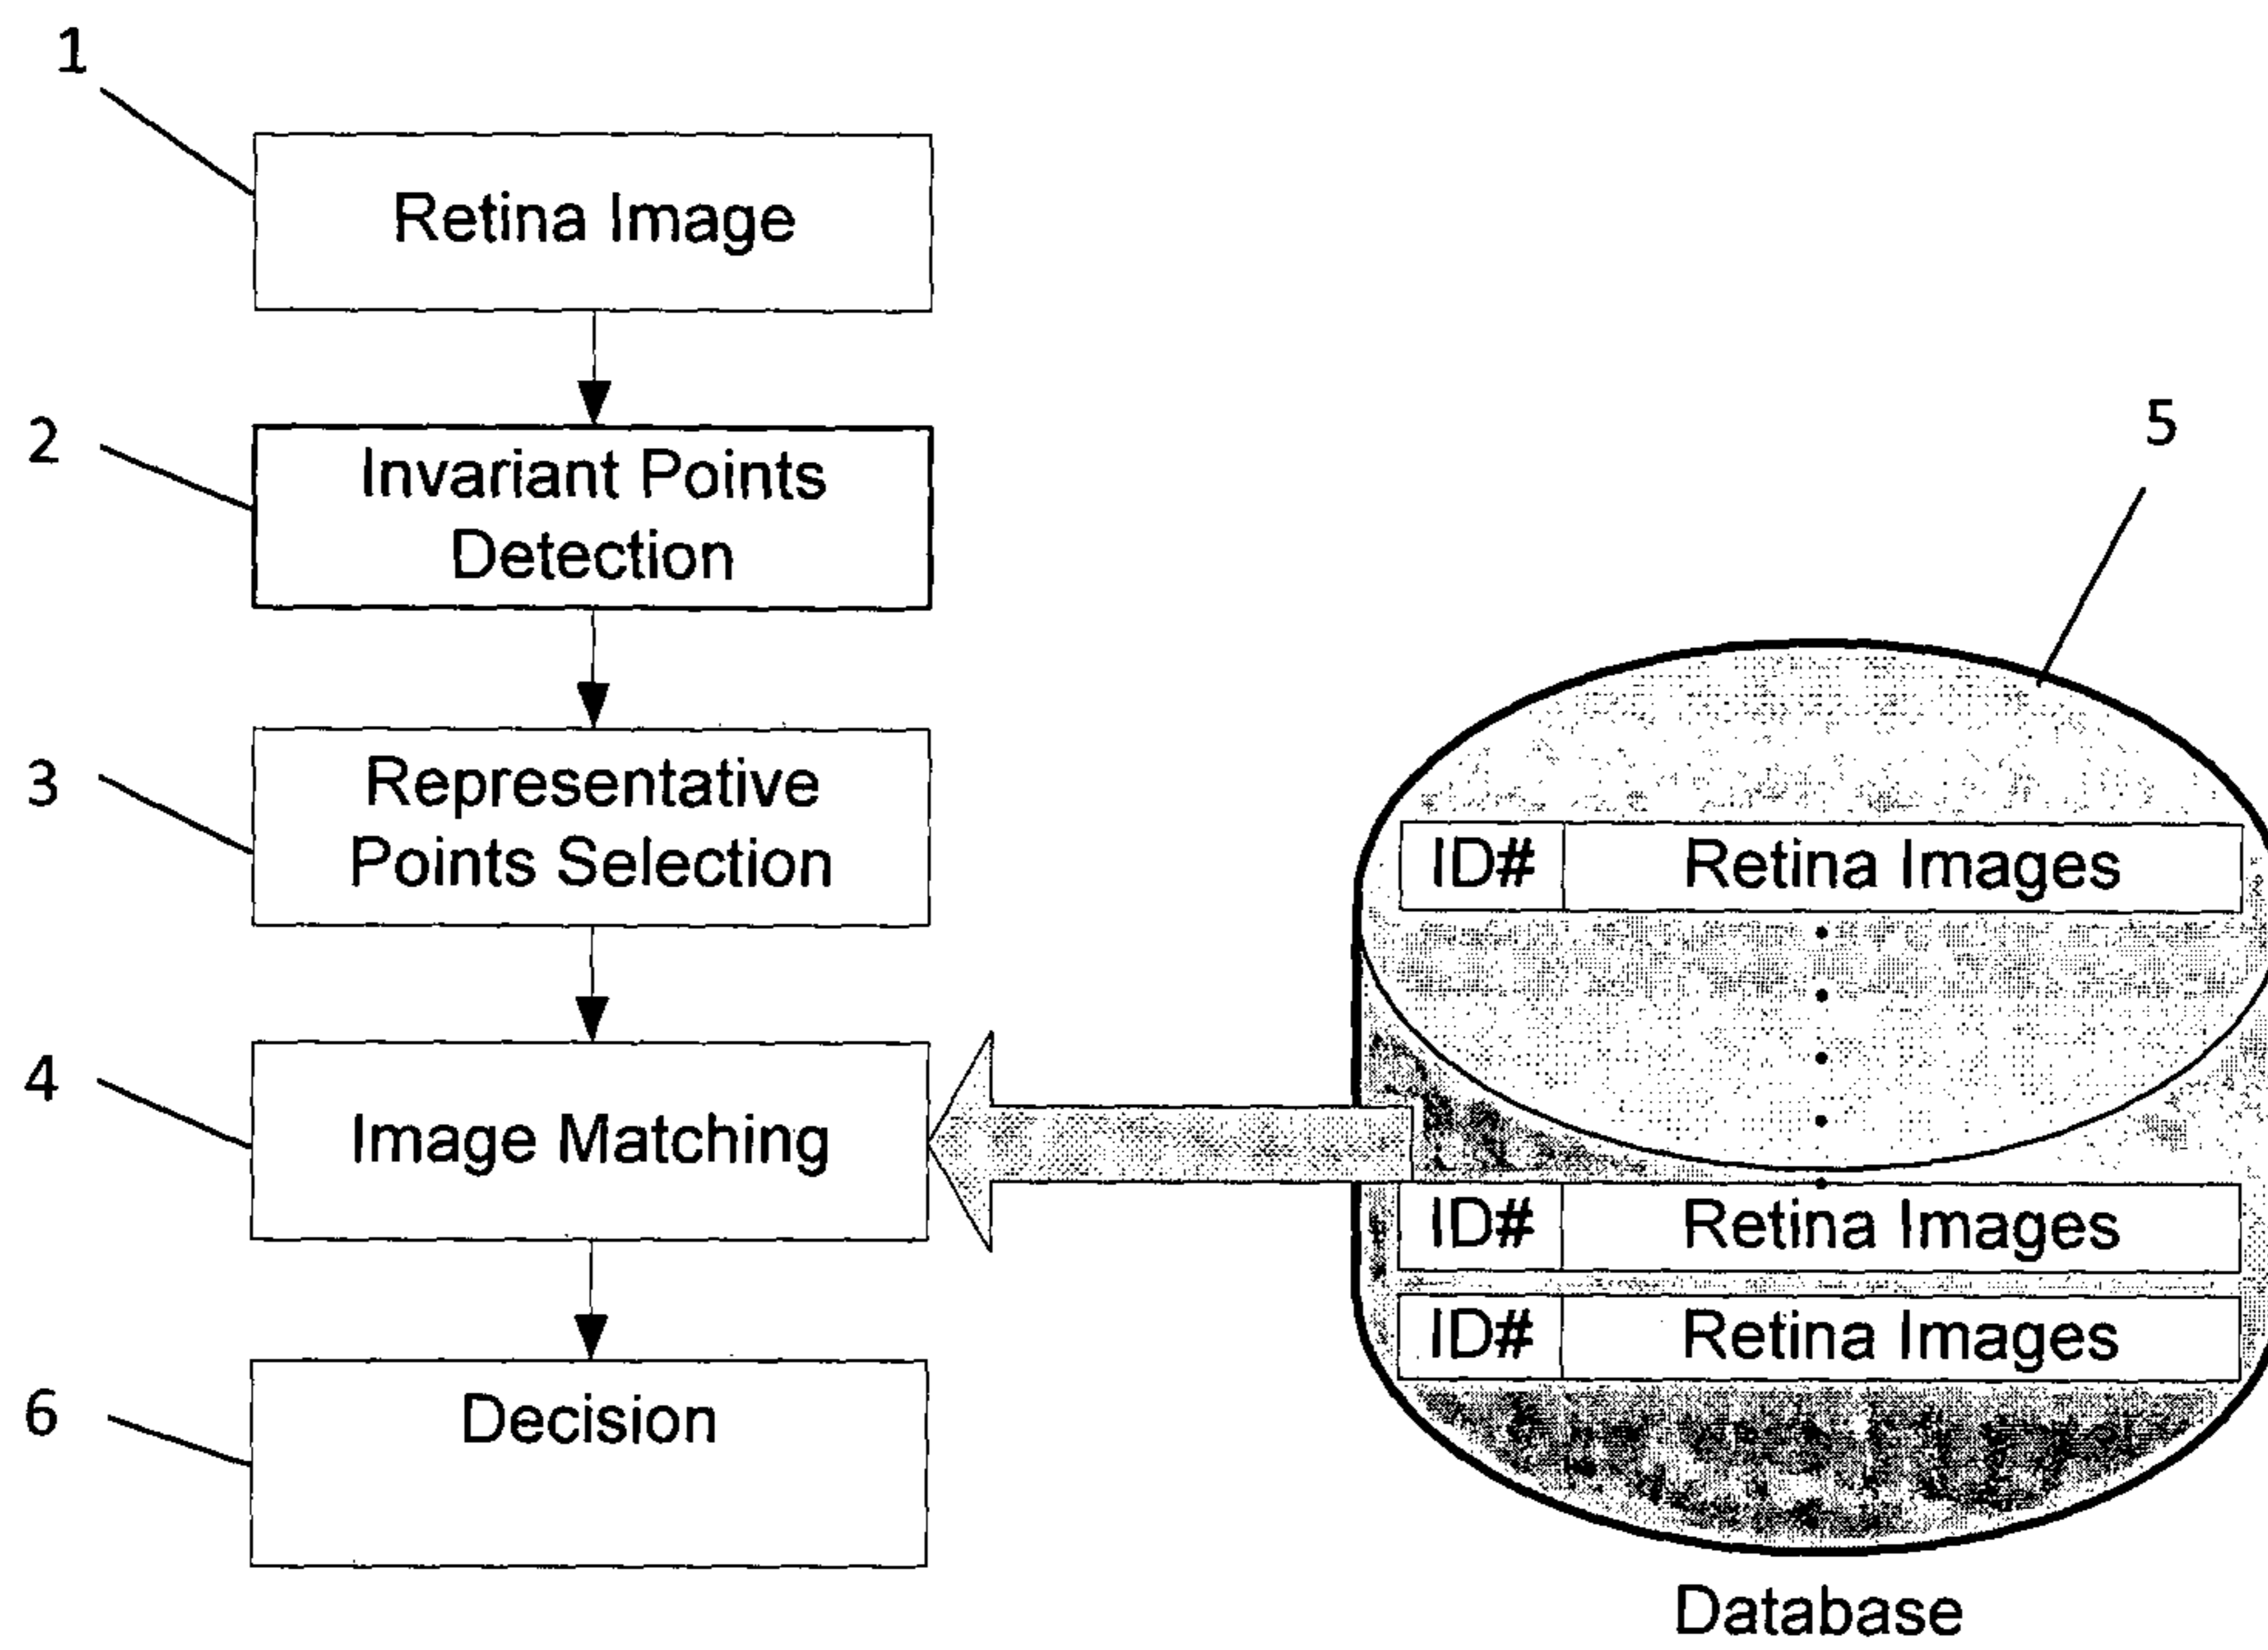 1
Retina Image
2
Invariant Points
Detection
5
3
Representative
Points Selection
ID# Retina Images
4
Image Matching
ID# Retina Images
ID# Retina Images
6
Decision
Database